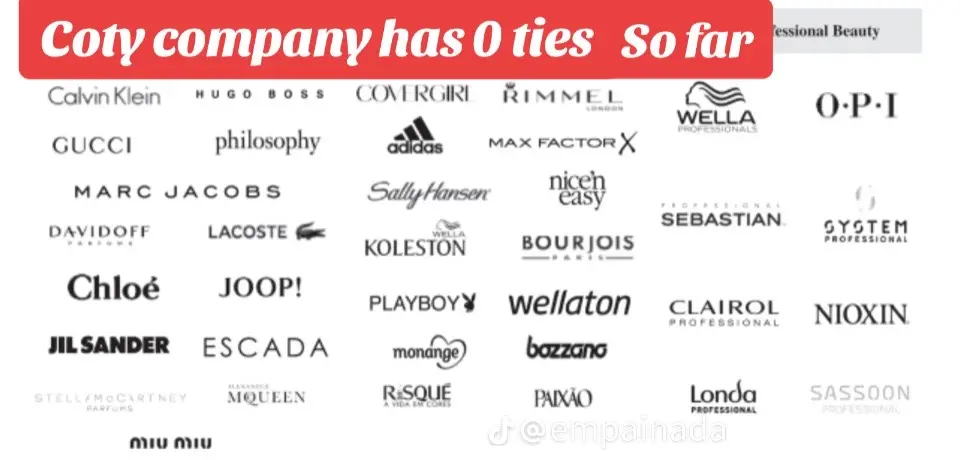 Coty company has 0 ties So far
fessional Beauty
Calvin Klein HUGO BOSS COVERGIRL RIMMEL
LONDON
WELLA
PROFESSIONALS
O·P·I
GUCCI philosophy adidas MAX FACTOR X
MARC JACOBS Sally Hansen nice'n
easy
PROFESSIONAL
SEBASTIAN
SYSTEM
PROFESSIONAL
DAVIDOFF
PARFUMS
LACOSTE
WELLA
KOLESTON
BOURJOIS
PARIS
Chloé JOOP!
PLAYBOY wellaton CLAIROL
PROFESSIONAL
NIOXIN
JIL SANDER ESCADA monange bozzano
STELLA McCARTNEY
PARFUMS
ALEXANDER
McQUEEN
RiSQUÉ
A VIDA EM CORES
PAIXÃO
Londa
PROFESSIONAL
SASSOON
PROFESSIONAL
@empainada
miu miu